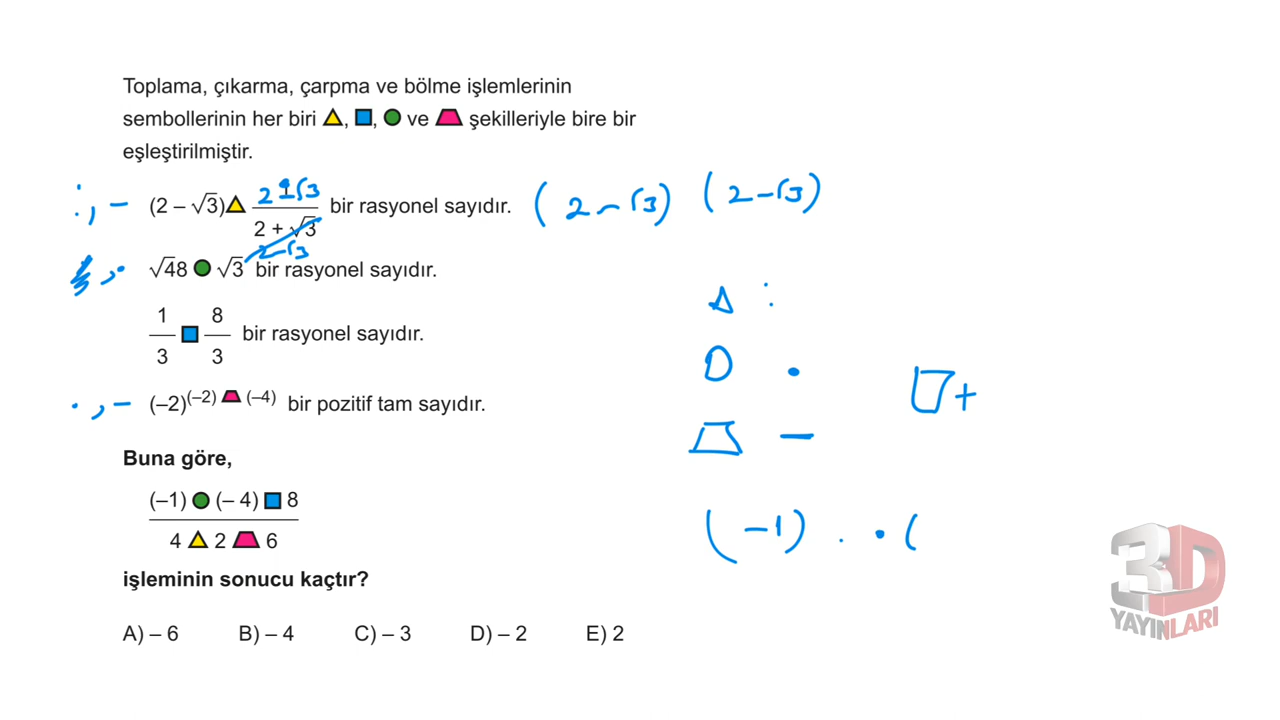 Toplama, çıkarma, çarpma ve bölme işlemlerinin
sembollerinin her biri ▲, ■, ● ve ⏢ şekilleriyle bire bir
eşleştirilmiştir.
: , – (2 – √3) ▲ 2 – √3 / 2 + √3 bir rasyonel sayıdır. (2 – √3) (2 – √3)
2 – √3
, · √48 ● √3 bir rasyonel sayıdır.
△ :
1/3 ■ 8/3 bir rasyonel sayıdır.
·
+
· , – (–2)^(–2) ⏢ (–4) bir pozitif tam sayıdır.
⏢ –
Buna göre,
(–1) ● (– 4) ■ 8
4 ▲ 2 ⏢ 6
(–1) · (
işleminin sonucu kaçtır?
A) – 6 B) – 4 C) – 3 D) – 2 E) 2
3D
YAYINLARI